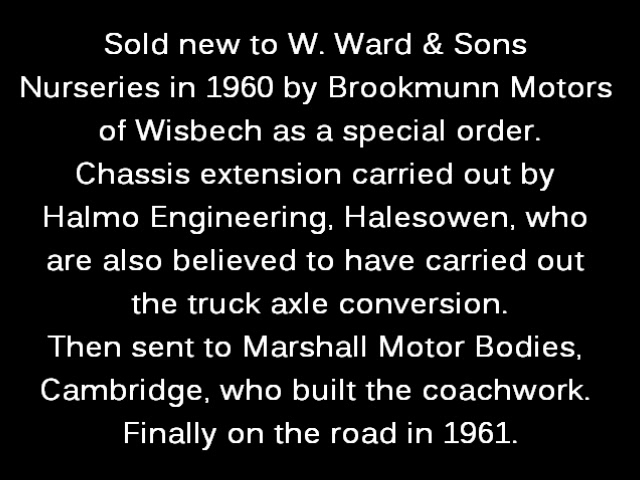 Sold new to W. Ward & Sons
Nurseries in 1960 by Brookmunn Motors
of Wisbech as a special order.
Chassis extension carried out by
Halmo Engineering, Halesowen, who
are also believed to have carried out
the truck axle conversion.
Then sent to Marshall Motor Bodies,
Cambridge, who built the coachwork.
Finally on the road in 1961.